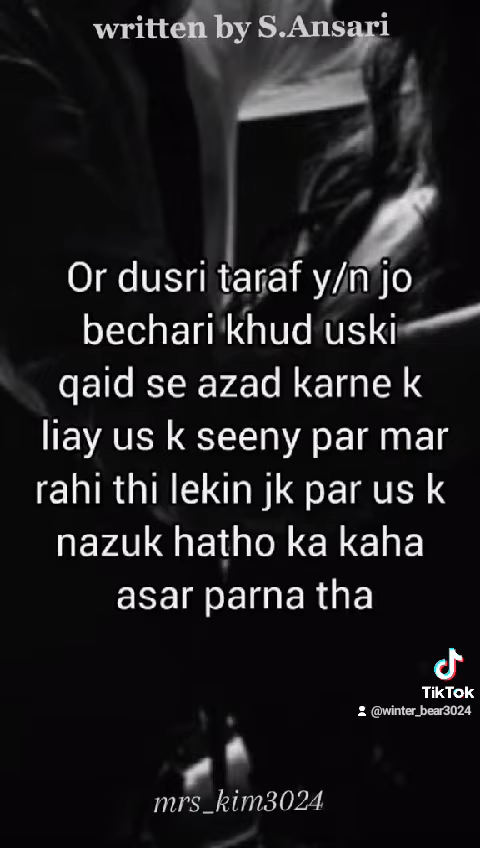 written by S.Ansari
Or dusri taraf y/n jo
bechari khud uski
qaid se azad karne k
liay us k seeny par mar
rahi thi lekin jk par us k
nazuk hatho ka kaha
asar parna tha
TikTok
@winter_bear3024
mrs_kim3024